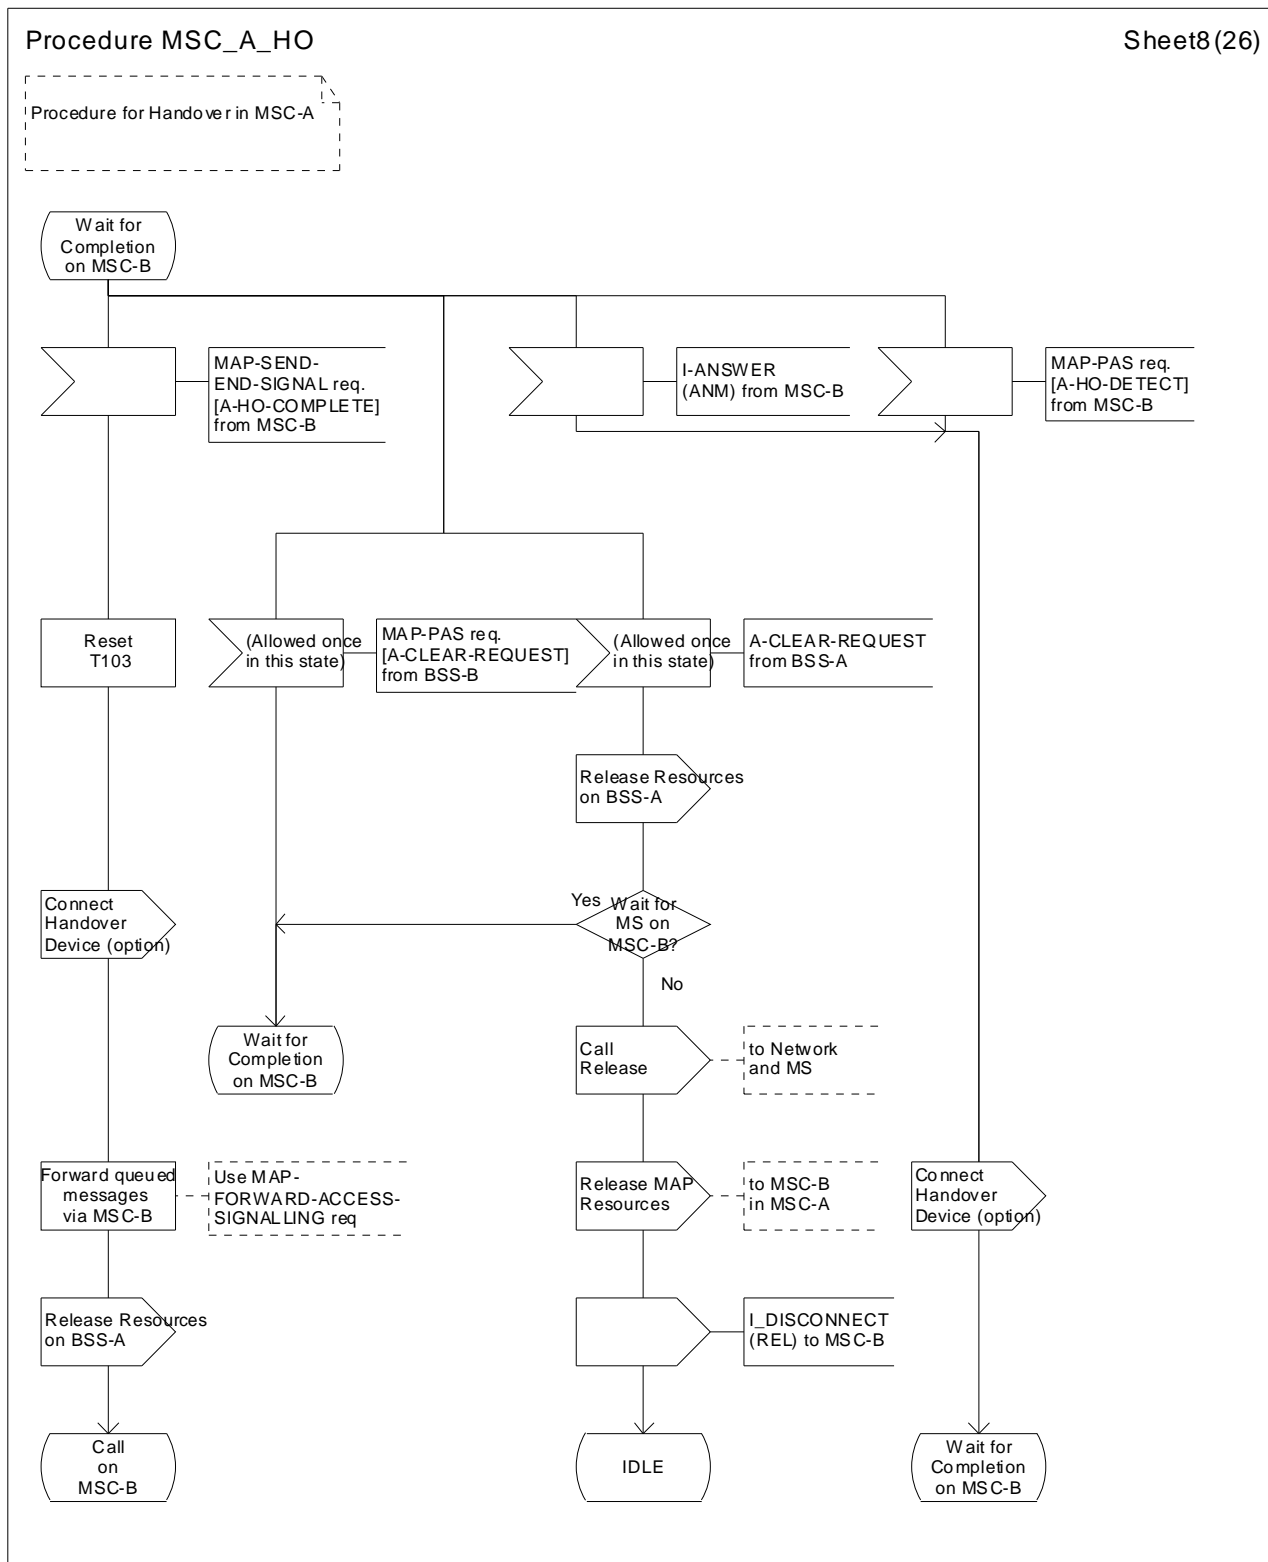 Procedure MSC_A_HO
Sheet8(26)
Procedure for Handover in MSC-A
Wait for
Completion
on MSC-B
MAP-SEND-
END-SIGNAL req.
[A-HO-COMPLETE]
from MSC-B
I-ANSWER
(ANM) from MSC-B
MAP-PAS req.
[A-HO-DETECT]
from MSC-B
Reset
T103
(Allowed once
in this state)
MAP-PAS req.
[A-CLEAR-REQUEST]
from BSS-B
(Allowed once
in this state)
A-CLEAR-REQUEST
from BSS-A
Release Resources
on BSS-A
Connect
Handover
Device (option)
Yes
Wait for
MS on
MSC-B?
No
Wait for
Completion
on MSC-B
Call
Release
to Network
and MS
Forward queued
messages
via MSC-B
Use MAP-
FORWARD-ACCESS-
SIGNALLING req
Release MAP
Resources
to MSC-B
in MSC-A
Connect
Handover
Device (option)
Release Resources
on BSS-A
I_DISCONNECT
(REL) to MSC-B
Call
on
MSC-B
IDLE
Wait for
Completion
on MSC-B